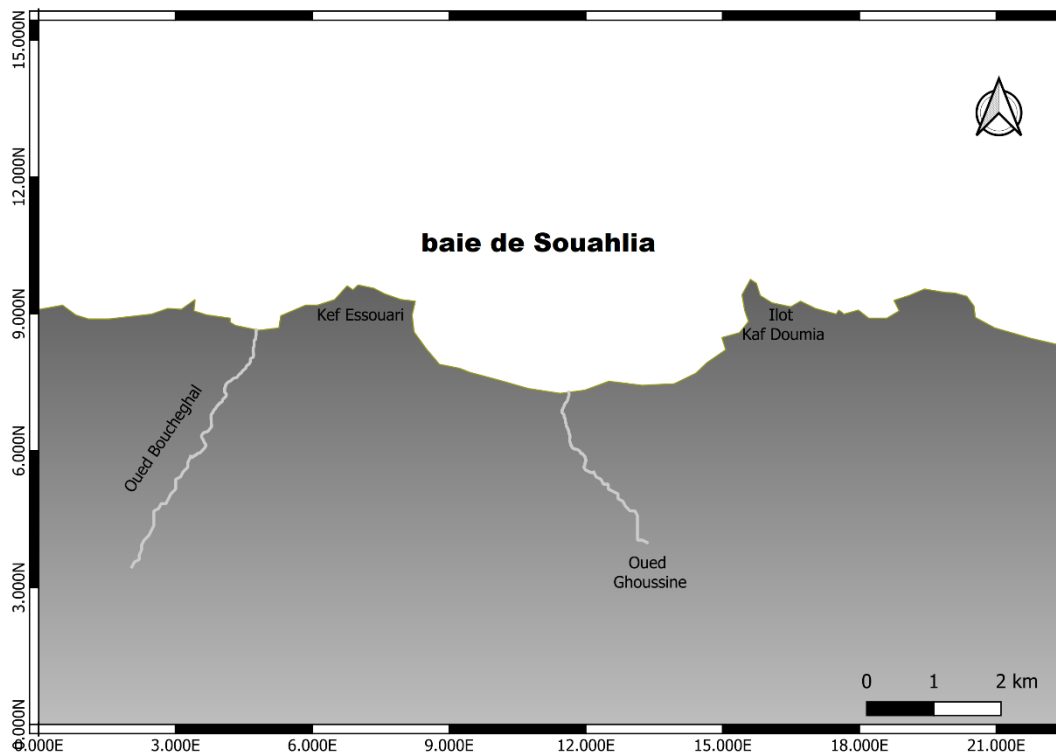 15.000N
12.000N
baie de Souahlia
9.000N
Kef Essouari
Ilot
Kaf Doumia
Oued Boucheghal
6.000N
Oued
Ghoussine
3.000N
0 1 2 km
0.000N
0.000E 3.000E 6.000E 9.000E 12.000E 15.000E 18.000E 21.000E